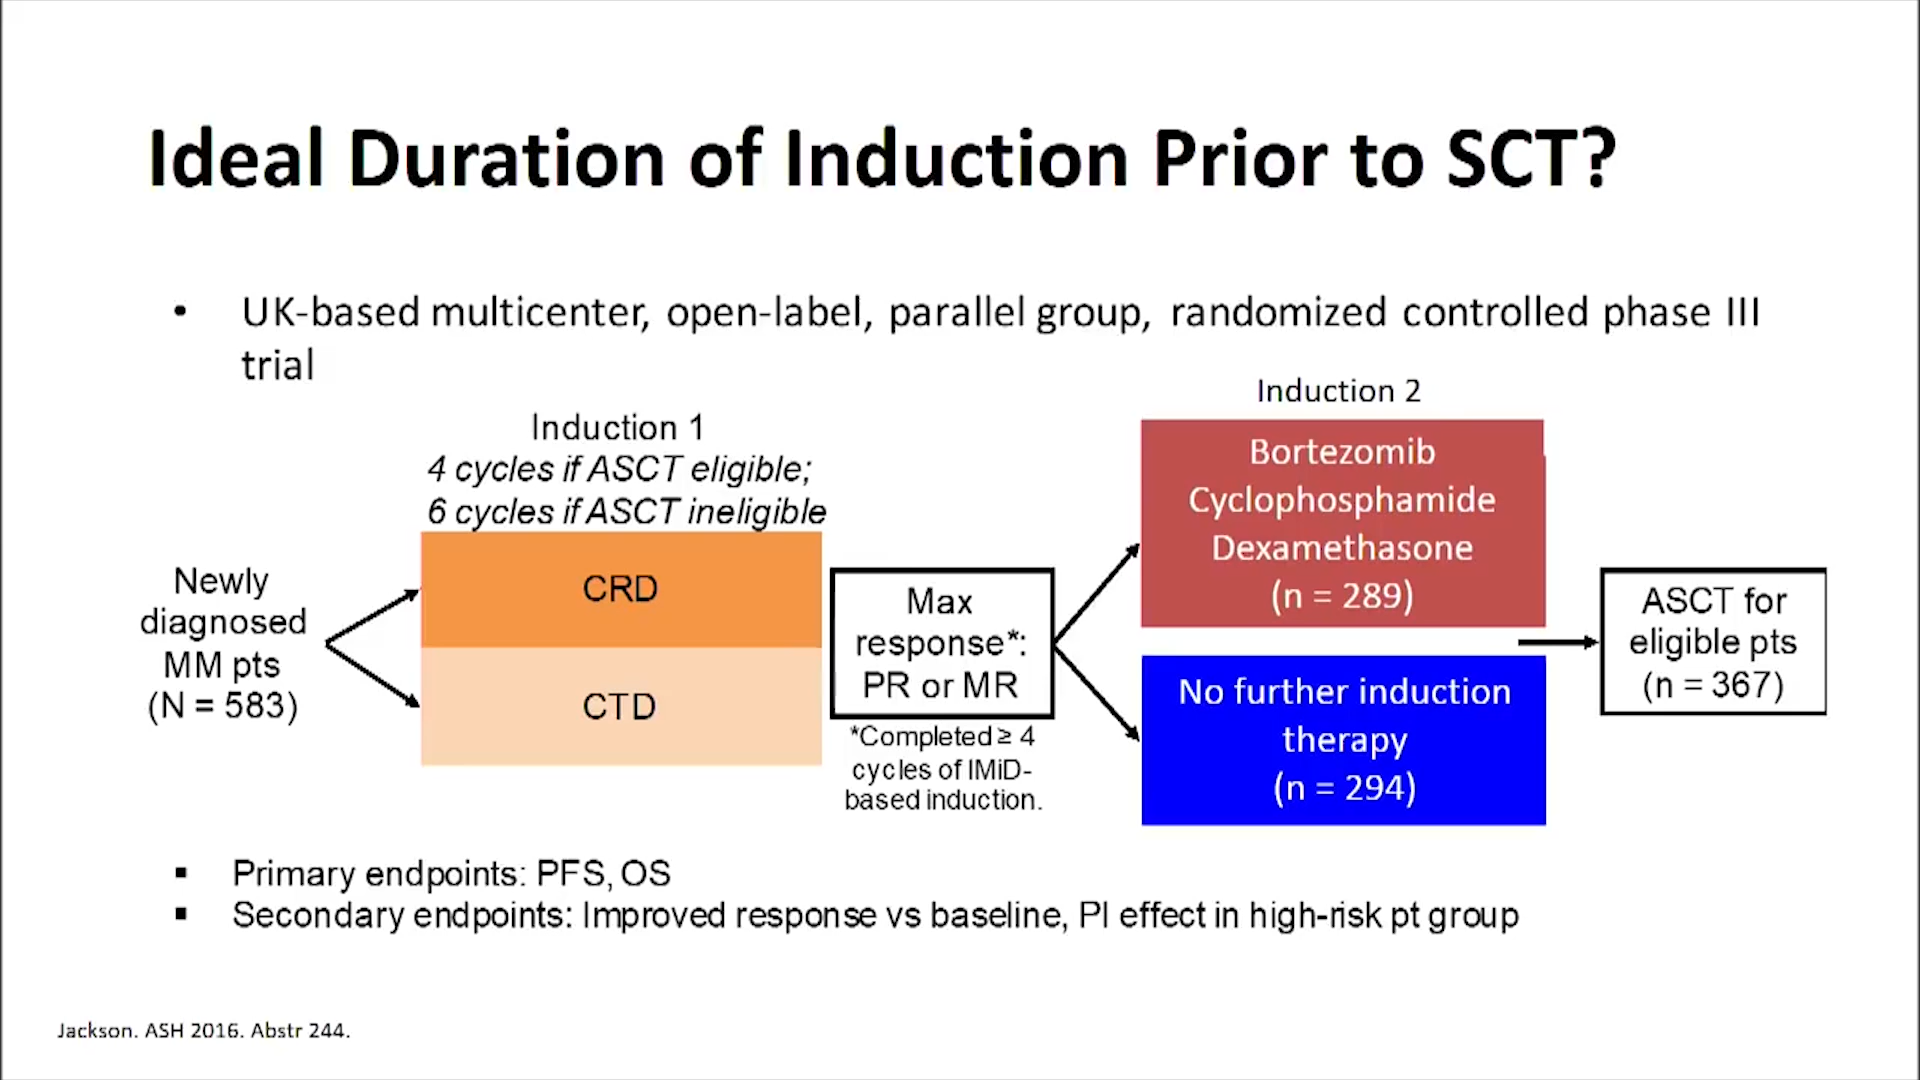 Ideal Duration of Induction Prior to SCT?
• UK-based multicenter, open-label, parallel group, randomized controlled phase III
trial
Induction 1
4 cycles if ASCT eligible;
6 cycles if ASCT ineligible
Newly
diagnosed
MM pts
(N = 583)
CRD
CTD
Max
response*:
PR or MR
*Completed ≥ 4
cycles of IMiD-
based induction.
Induction 2
Bortezomib
Cyclophosphamide
Dexamethasone
(n = 289)
No further induction
therapy
(n = 294)
ASCT for
eligible pts
(n = 367)
▪ Primary endpoints: PFS, OS
▪ Secondary endpoints: Improved response vs baseline, PI effect in high-risk pt group
Jackson. ASH 2016. Abstr 244.